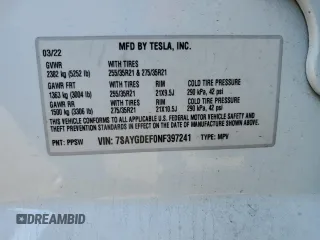 MFD BY TESLA, INC.
03/22
GVWR WITH TIRES
2382 kg (5252 lb) 255/35R21 & 275/35R21
GAWR FRT WITH TIRES RIM COLD TIRE PRESSURE
1363 kg (3004 lb) 255/35R21 21X9.5J 290 kPa, 42 psi
GAWR RR WITH TIRES RIM COLD TIRE PRESSURE
1500 kg (3306 lb) 275/35R21 21X10.5J 290 kPa, 42 psi
THIS VEHICLE CONFORMS TO ALL APPLICABLE U.S.
FEDERAL MOTOR VEHICLE SAFETY AND THEFT
PREVENTION STANDARDS IN EFFECT ON THE DATE OF
MANUFACTURE SHOWN ABOVE.
PNT: PPSW VIN: 7SAYGDEF0NF397241 TYPE: MPV
RIDESAFELY.COM